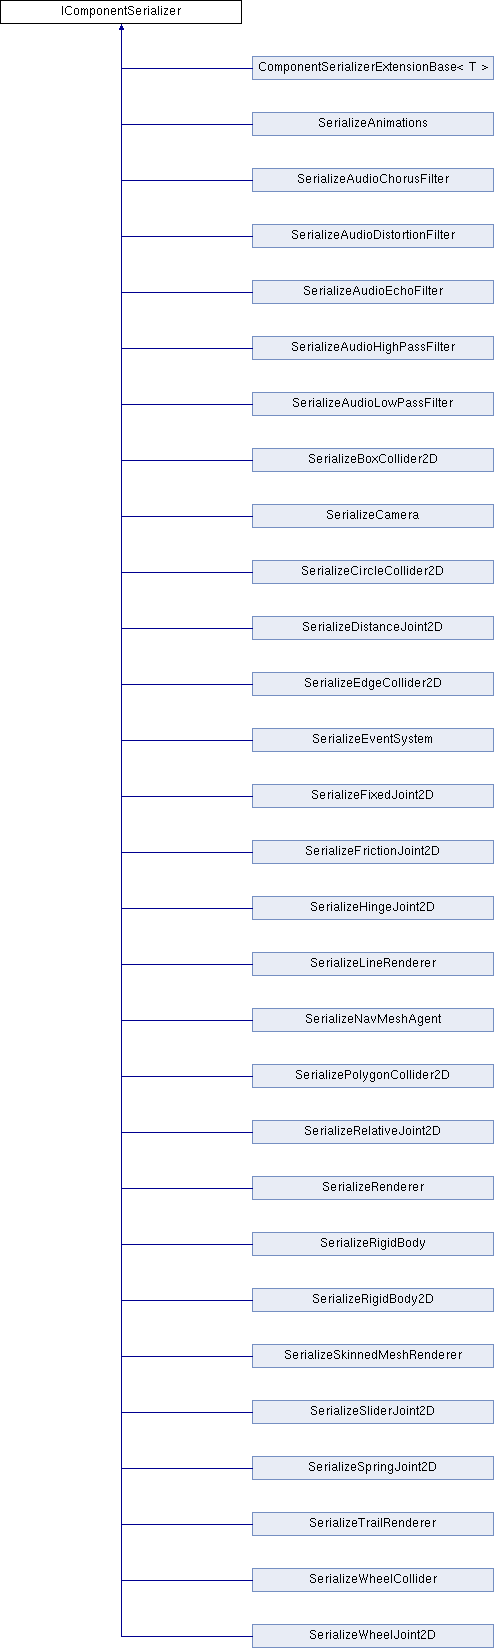 IComponentSerializer
ComponentSerializerExtensionBase< T >
SerializeAnimations
SerializeAudioChorusFilter
SerializeAudioDistortionFilter
SerializeAudioEchoFilter
SerializeAudioHighPassFilter
SerializeAudioLowPassFilter
SerializeBoxCollider2D
SerializeCamera
SerializeCircleCollider2D
SerializeDistanceJoint2D
SerializeEdgeCollider2D
SerializeEventSystem
SerializeFixedJoint2D
SerializeFrictionJoint2D
SerializeHingeJoint2D
SerializeLineRenderer
SerializeNavMeshAgent
SerializePolygonCollider2D
SerializeRelativeJoint2D
SerializeRenderer
SerializeRigidBody
SerializeRigidBody2D
SerializeSkinnedMeshRenderer
SerializeSliderJoint2D
SerializeSpringJoint2D
SerializeTrailRenderer
SerializeWheelCollider
SerializeWheelJoint2D